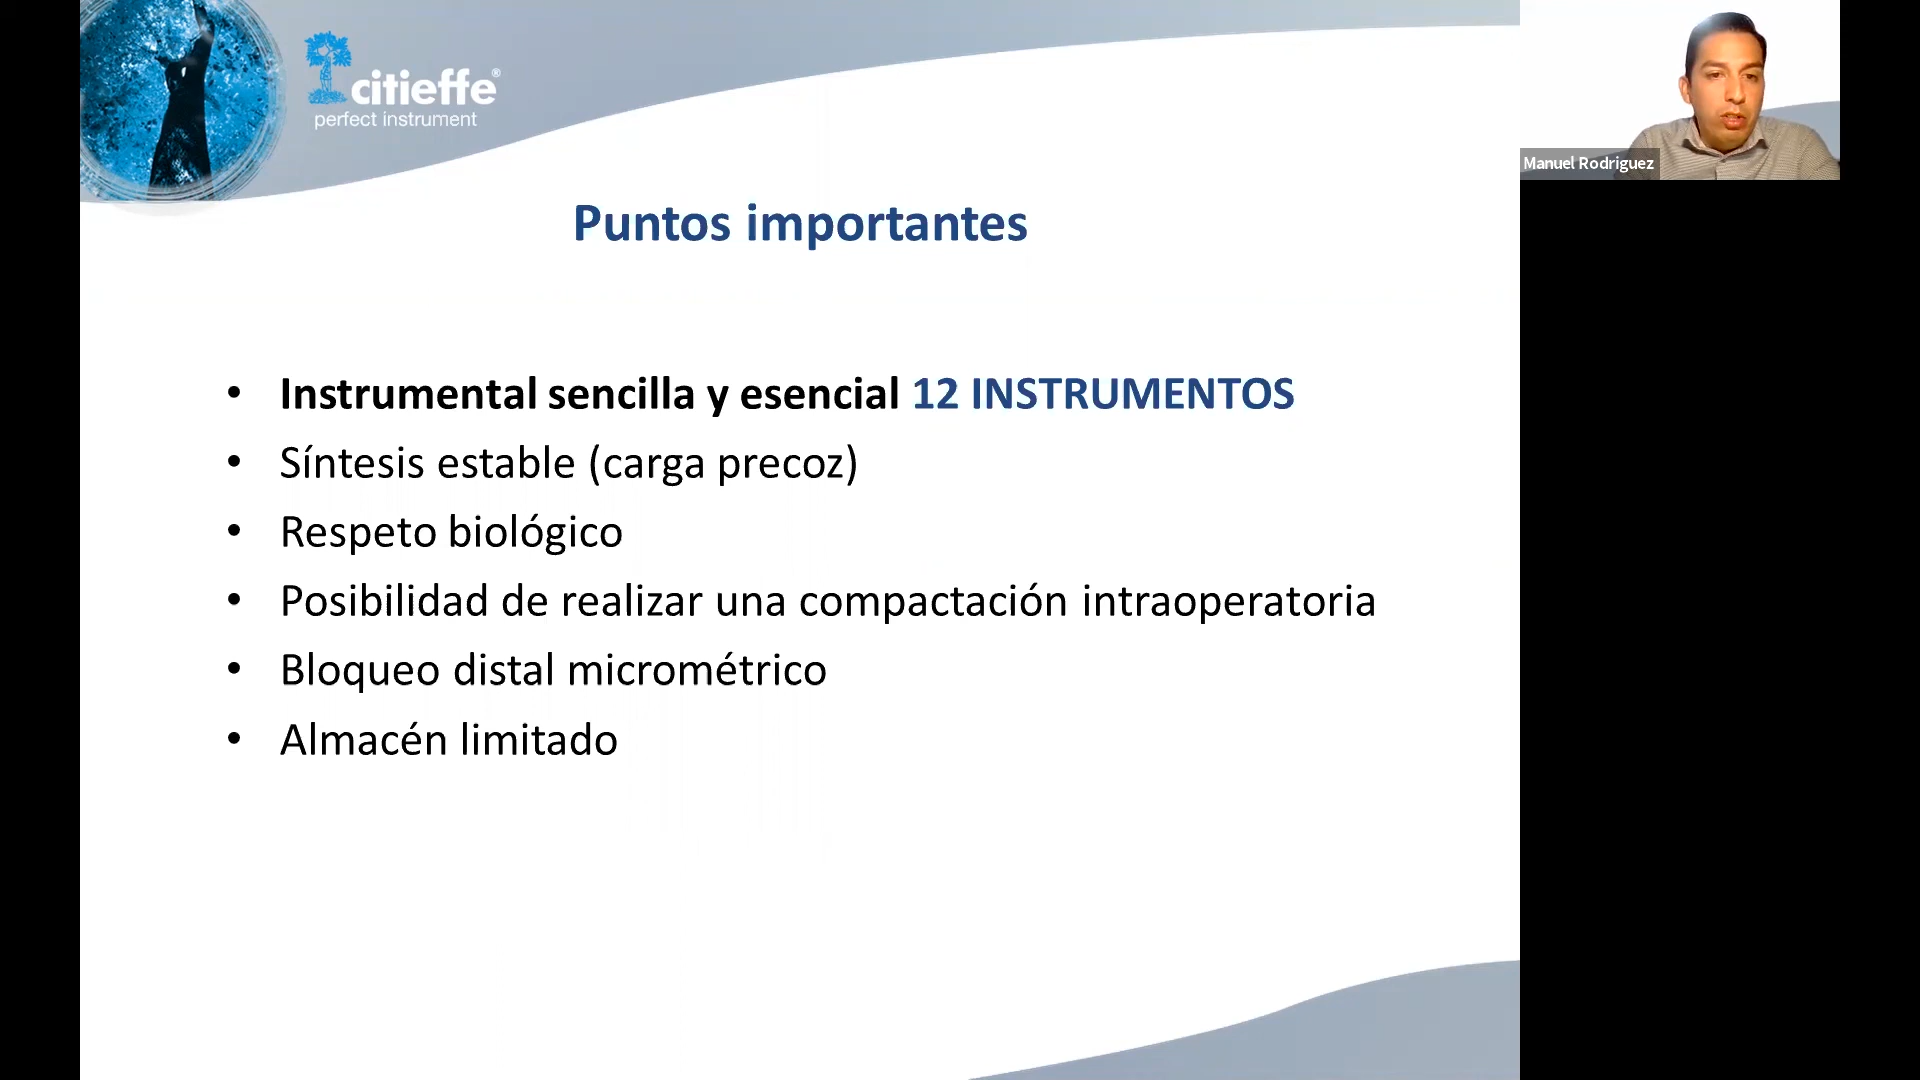 citieffe®
perfect instrument
Manuel Rodriguez
Puntos importantes
• Instrumental sencilla y esencial 12 INSTRUMENTOS
• Síntesis estable (carga precoz)
• Respeto biológico
• Posibilidad de realizar una compactación intraoperatoria
• Bloqueo distal micrométrico
• Almacén limitado